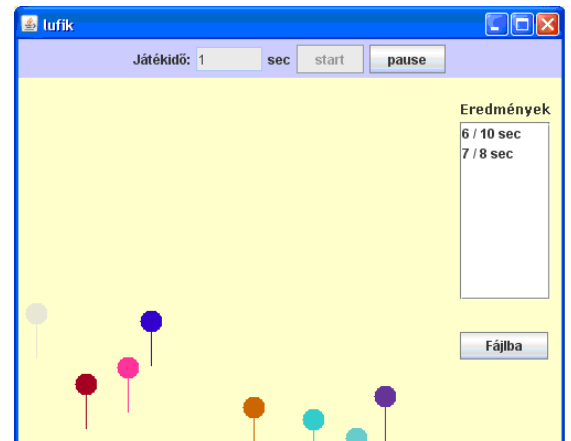 lufik
Játékidő: 1 sec start pause
Eredmények
6 / 10 sec
7 / 8 sec
Fájlba